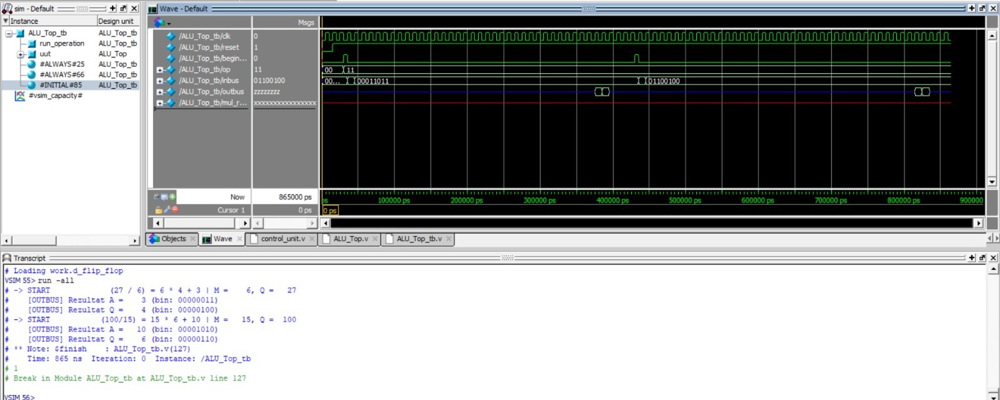 sim - Default
Instance Design unit
ALU_Top_tb ALU_Top_tb
run_operation ALU_Top_tb
uut ALU_Top
#ALWAYS#25 ALU_Top_tb
#ALWAYS#66 ALU_Top_tb
#INITIAL#85 ALU_Top_tb
#vsim_capacity#
Wave - Default
Msgs
/ALU_Top_tb/clk 0
/ALU_Top_tb/reset 1
/ALU_Top_tb/begin... 0
/ALU_Top_tb/op 11 00 11
/ALU_Top_tb/inbus 01100100 00... 00011011 01100100
/ALU_Top_tb/outbus zzzzzzzz
/ALU_Top_tb/mul_r... xxxxxxxxxxxxxxxx
Now 865000 ps ps 100000 ps 200000 ps 300000 ps 400000 ps 500000 ps 600000 ps 700000 ps 800000 ps 900000
Cursor 1 0 ps 0 ps
Objects Wave control_unit.v ALU_Top.v ALU_Top_tb.v
Transcript
# Loading work.d_flip_flop
VSIM 55> run -all
# -> START (27 / 6) = 6 * 4 + 3 | M = 6, Q = 27
# [OUTBUS] Rezultat A = 3 (bin: 00000011)
# [OUTBUS] Rezultat Q = 4 (bin: 00000100)
# -> START (100/15) = 15 * 6 + 10 | M = 15, Q = 100
# [OUTBUS] Rezultat A = 10 (bin: 00001010)
# [OUTBUS] Rezultat Q = 6 (bin: 00000110)
# ** Note: $finish : ALU_Top_tb.v(127)
# Time: 865 ns Iteration: 0 Instance: /ALU_Top_tb
# 1
# Break in Module ALU_Top_tb at ALU_Top_tb.v line 127
VSIM 56>